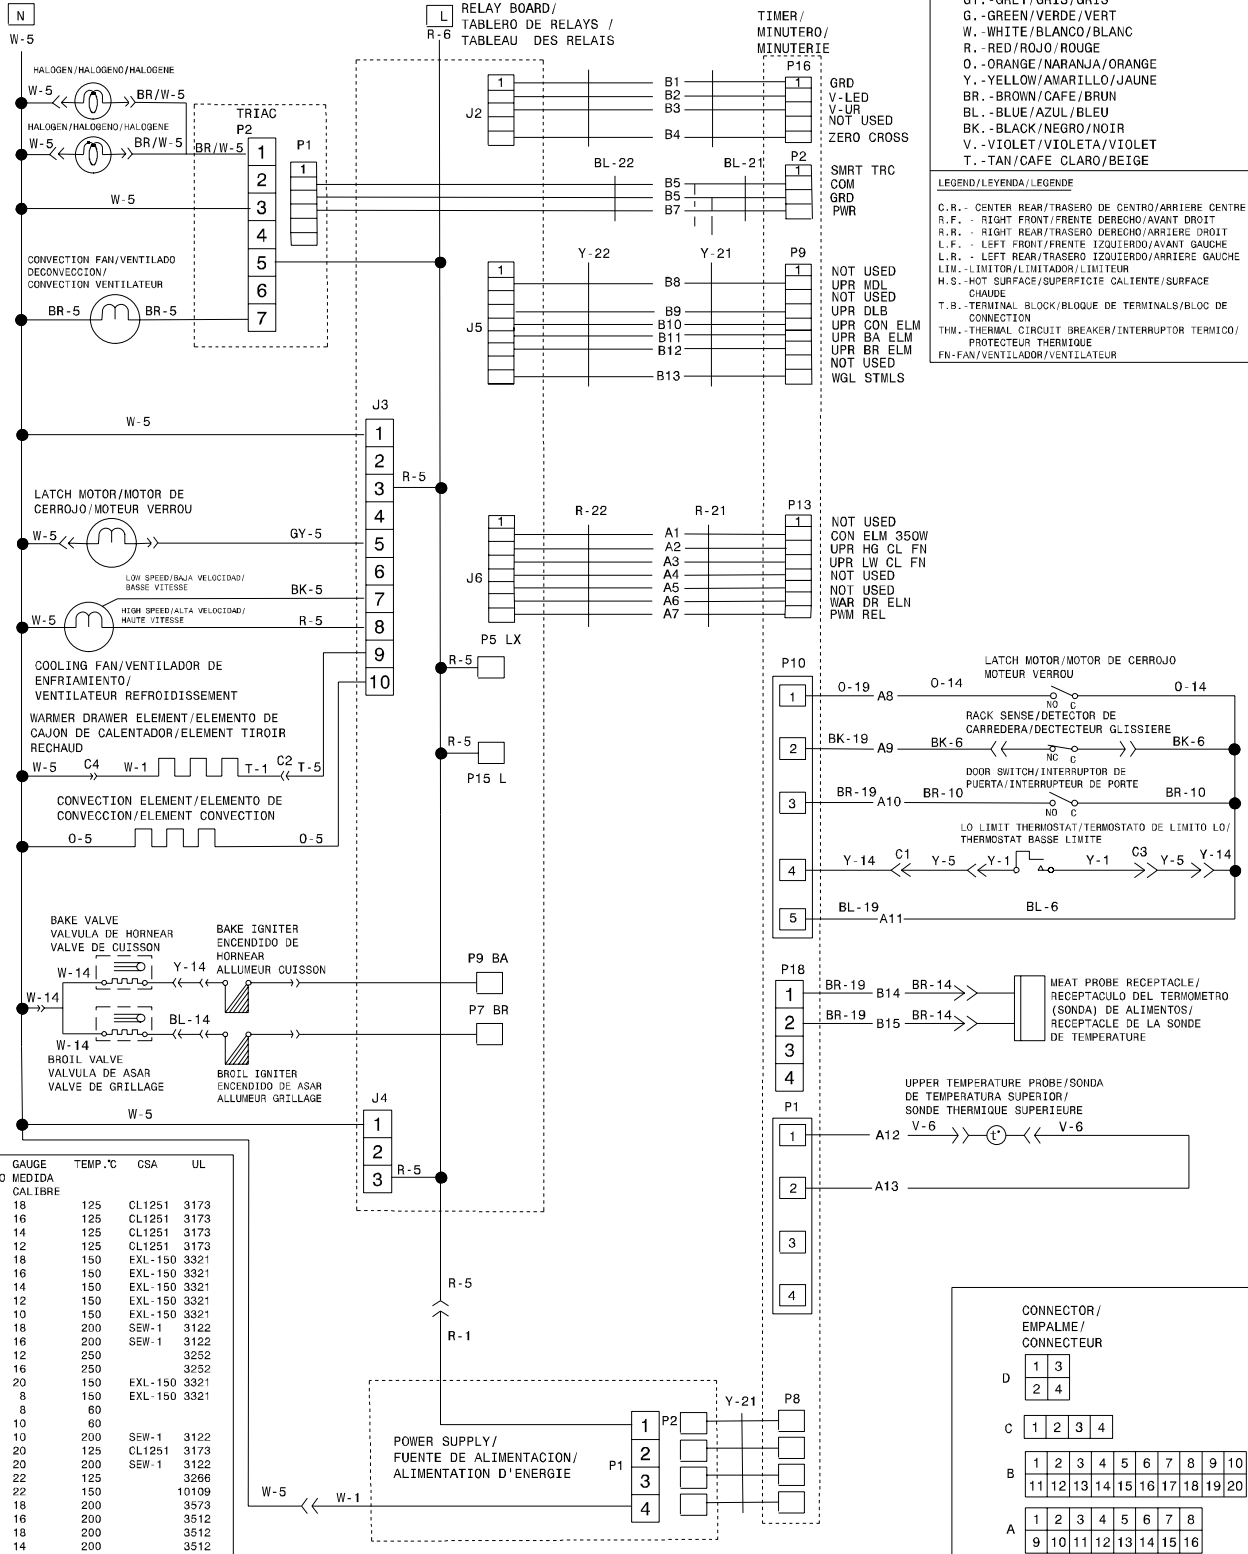 N
W-5
L
R-6
RELAY BOARD/
TABLERO DE RELAYS /
TABLEAU DES RELAIS
TIMER/
MINUTERO/
MINUTERIE
G.-GREEN/VERDE/VERT
W.-WHITE/BLANCO/BLANC
R.-RED/ROJO/ROUGE
O.-ORANGE/NARANJA/ORANGE
Y.-YELLOW/AMARILLO/JAUNE
BR.-BROWN/CAFE/BRUN
BL.-BLUE/AZUL/BLEU
BK.-BLACK/NEGRO/NOIR
V.-VIOLET/VIOLETA/VIOLET
T.-TAN/CAFE CLARO/BEIGE
LEGEND/LEYENDA/LEGENDE
C.R.- CENTER REAR/TRASERO DE CENTRO/ARRIERE CENTRE
R.F. - RIGHT FRONT/FRENTE DERECHO/AVANT DROIT
R.R. - RIGHT REAR/TRASERO DERECHO/ARRIERE DROIT
L.F. - LEFT FRONT/FRENTE IZQUIERDO/AVANT GAUCHE
L.R. - LEFT REAR/TRASERO IZQUIERDO/ARRIERE GAUCHE
LIM.-LIMITOR/LIMITADOR/LIMITEUR
H.S.-HOT SURFACE/SUPERFICIE CALIENTE/SURFACE
CHAUDE
T.B.-TERMINAL BLOCK/BLOQUE DE TERMINALS/BLOC DE
CONNECTION
THM.-THERMAL CIRCUIT BREAKER/INTERRUPTOR TERMICO/
PROTECTEUR THERMIQUE
FN-FAN/VENTILADOR/VENTILATEUR
HALOGEN/HALOGENO/HALOGENE
W-5 BR/W-5
HALOGEN/HALOGENO/HALOGENE
W-5 BR/W-5 BR/W-5
TRIAC
P2
1
2
3
4
5
6
7
P1
1
W-5
CONVECTION FAN/VENTILADO
DECONVECCION/
CONVECTION VENTILATEUR
BR-5 BR-5
J2
1
B1
B2
B3
B4
P16
1
GRD
V-LED
V-UR
NOT USED
ZERO CROSS
BL-22 BL-21
B5
B5
B7
P2
1
SMRT TRC
COM
GRD
PWR
J5
1
Y-22 Y-21
B8
B9
B10
B11
B12
B13
P9
1
NOT USED
UPR MDL
NOT USED
UPR DLB
UPR CON ELM
UPR BA ELM
UPR BR ELM
NOT USED
WGL STMLS
J3
1
2
3
4
5
6
7
8
9
10
W-5
R-5
LATCH MOTOR/MOTOR DE
CERROJO/MOTEUR VERROU
W-5 GY-5
LOW SPEED/BAJA VELOCIDAD/
BASSE VITESSE
BK-5
HIGH SPEED/ALTA VELOCIDAD/
HAUTE VITESSE
W-5 R-5
COOLING FAN/VENTILADOR DE
ENFRIAMIENTO/
VENTILATEUR REFROIDISSEMENT
WARMER DRAWER ELEMENT/ELEMENTO DE
CAJON DE CALENTADOR/ELEMENT TIROIR
RECHAUD
W-5 C4 W-1 T-1 C2 T-5
CONVECTION ELEMENT/ELEMENTO DE
CONVECCION/ELEMENT CONVECTION
O-5 O-5
J6
1
R-22 R-21
A1
A2
A3
A4
A5
A6
A7
P13
1
NOT USED
CON ELM 350W
UPR HG CL FN
UPR LW CL FN
NOT USED
NOT USED
WAR DR ELN
PWM REL
P5 LX
R-5
R-5
P15 L
P10
1
2
3
4
5
LATCH MOTOR/MOTOR DE CERROJO
MOTEUR VERROU
O-19 A8 O-14 NO C O-14
RACK SENSE/DETECTOR DE
CARREDERA/DECTECTEUR GLISSIERE
BK-19 A9 BK-6 NC C BK-6
DOOR SWITCH/INTERRUPTOR DE
PUERTA/INTERRUPTEUR DE PORTE
BR-19 A10 BR-10 NO C BR-10
LO LIMIT THERMOSTAT/TERMOSTATO DE LIMITO LO/
THERMOSTAT BASSE LIMITE
Y-14 C1 Y-5 Y-1 Y-1 C3 Y-5 Y-14
BL-19 A11 BL-6
BAKE VALVE
VALVULA DE HORNEAR
VALVE DE CUISSON
BAKE IGNITER
ENCENDIDO DE
HORNEAR
ALLUMEUR CUISSON
W-14 Y-14
W-14
P9 BA
P7 BR
BL-14
W-14
BROIL VALVE
VALVULA DE ASAR
VALVE DE GRILLAGE
BROIL IGNITER
ENCENDIDO DE ASAR
ALLUMEUR GRILLAGE
P18
1
2
3
4
BR-19 B14 BR-14
BR-19 B15 BR-14
MEAT PROBE RECEPTACLE/
RECEPTACULO DEL TERMOMETRO
(SONDA) DE ALIMENTOS/
RECEPTACLE DE LA SONDE
DE TEMPERATURE
J4
1
2
3
W-5
R-5
P1
1
2
3
4
UPPER TEMPERATURE PROBE/SONDA
DE TEMPERATURA SUPERIOR/
SONDE THERMIQUE SUPERIEURE
A12 V-6 t° V-6
A13
GAUGE TEMP.°C CSA UL
O MEDIDA
CALIBRE
18 125 CL1251 3173
16 125 CL1251 3173
14 125 CL1251 3173
12 125 CL1251 3173
18 150 EXL-150 3321
16 150 EXL-150 3321
14 150 EXL-150 3321
12 150 EXL-150 3321
10 150 EXL-150 3321
18 200 SEW-1 3122
16 200 SEW-1 3122
12 250 3252
16 250 3252
20 150 EXL-150 3321
8 150 EXL-150 3321
8 60
10 60
10 200 SEW-1 3122
20 125 CL1251 3173
20 200 SEW-1 3122
22 125 3266
22 150 10109
18 200 3573
16 200 3512
18 200 3512
14 200 3512
R-5
R-1
W-5 W-1
POWER SUPPLY/
FUENTE DE ALIMENTACION/
ALIMENTATION D'ENERGIE
P1
1
2
3
4
P2
Y-21
P8
CONNECTOR/
EMPALME/
CONNECTEUR
D
1 3
2 4
C 1 2 3 4
B
1 2 3 4 5 6 7 8 9 10
11 12 13 14 15 16 17 18 19 20
A
1 2 3 4 5 6 7 8
9 10 11 12 13 14 15 16